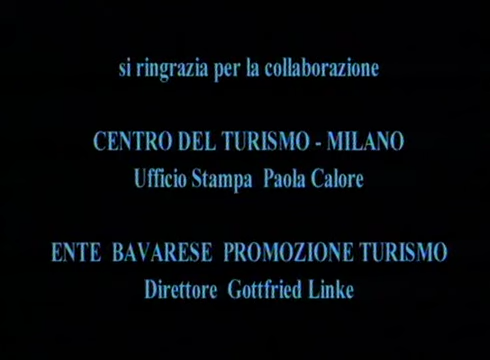 si ringrazia per la collaborazione
CENTRO DEL TURISMO - MILANO
Ufficio Stampa Paola Calore
ENTE BAVARESE PROMOZIONE TURISMO
Direttore Gottfried Linke